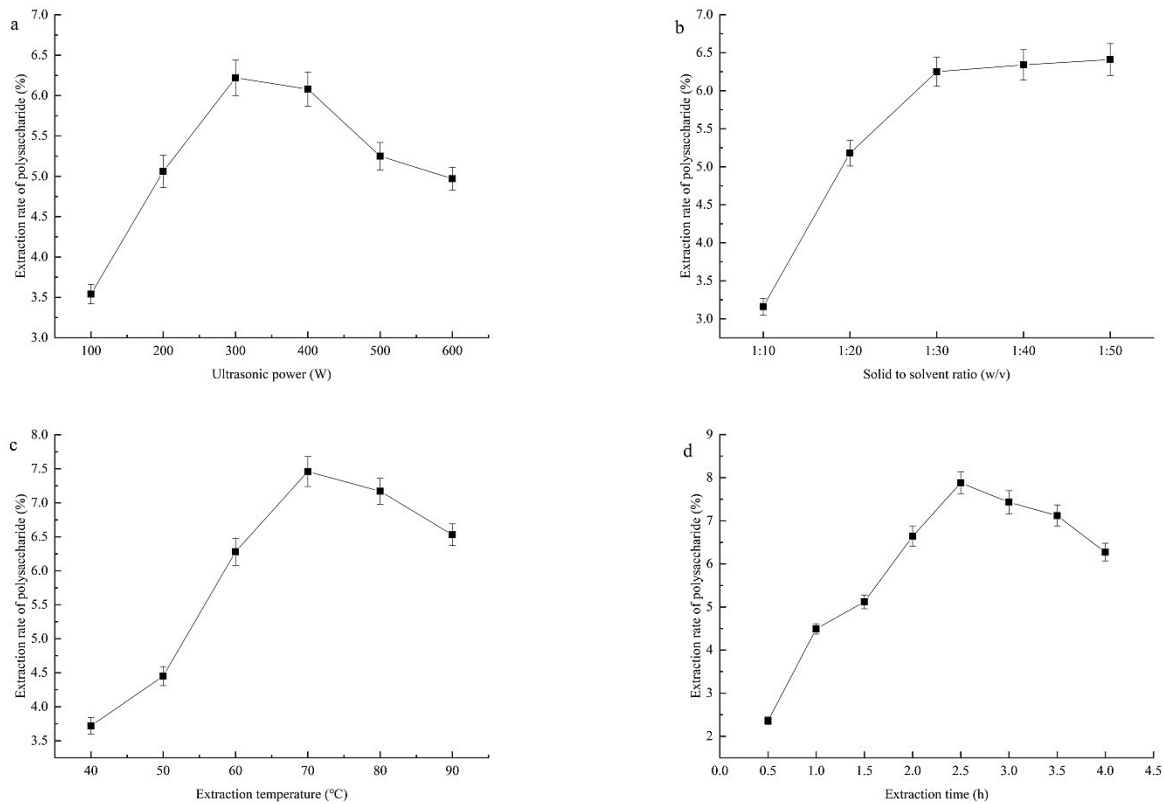 a
7.0
6.5
6.0
5.5
5.0
4.5
4.0
3.5
3.0
Extraction rate of polysaccharide (%)
100 200 300 400 500 600
Ultrasonic power (W)
b
7.0
6.5
6.0
5.5
5.0
4.5
4.0
3.5
3.0
Extraction rate of polysaccharide (%)
1:10 1:20 1:30 1:40 1:50
Solid to solvent ratio (w/v)
c
8.0
7.5
7.0
6.5
6.0
5.5
5.0
4.5
4.0
3.5
Extraction rate of polysaccharide (%)
40 50 60 70 80 90
Extraction temperature (℃)
d
9
8
7
6
5
4
3
2
Extraction rate of polysaccharide (%)
0.0 0.5 1.0 1.5 2.0 2.5 3.0 3.5 4.0 4.5
Extraction time (h)